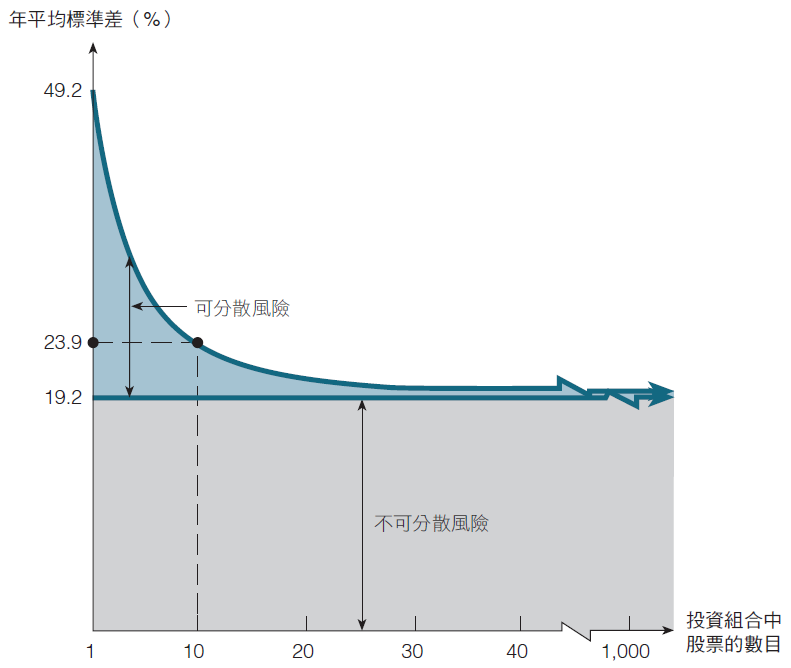 年平均標準差（%）
49.2
可分散風險
23.9
19.2
不可分散風險
投資組合中
股票的數目
1 10 20 30 40 1,000